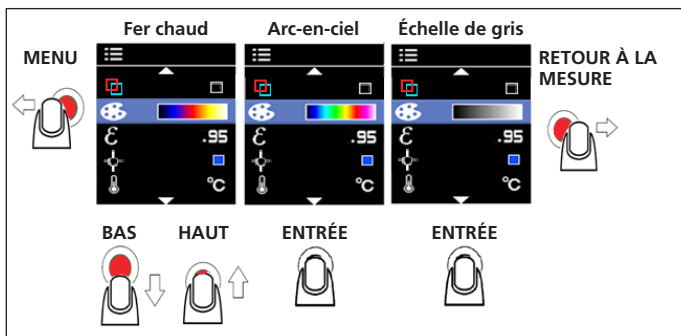 Fer chaud Arc-en-ciel Échelle de gris
MENU
RETOUR À LA
MESURE
ε .95 ε .95 ε .95
°C °C °C
BAS HAUT ENTRÉE ENTRÉE